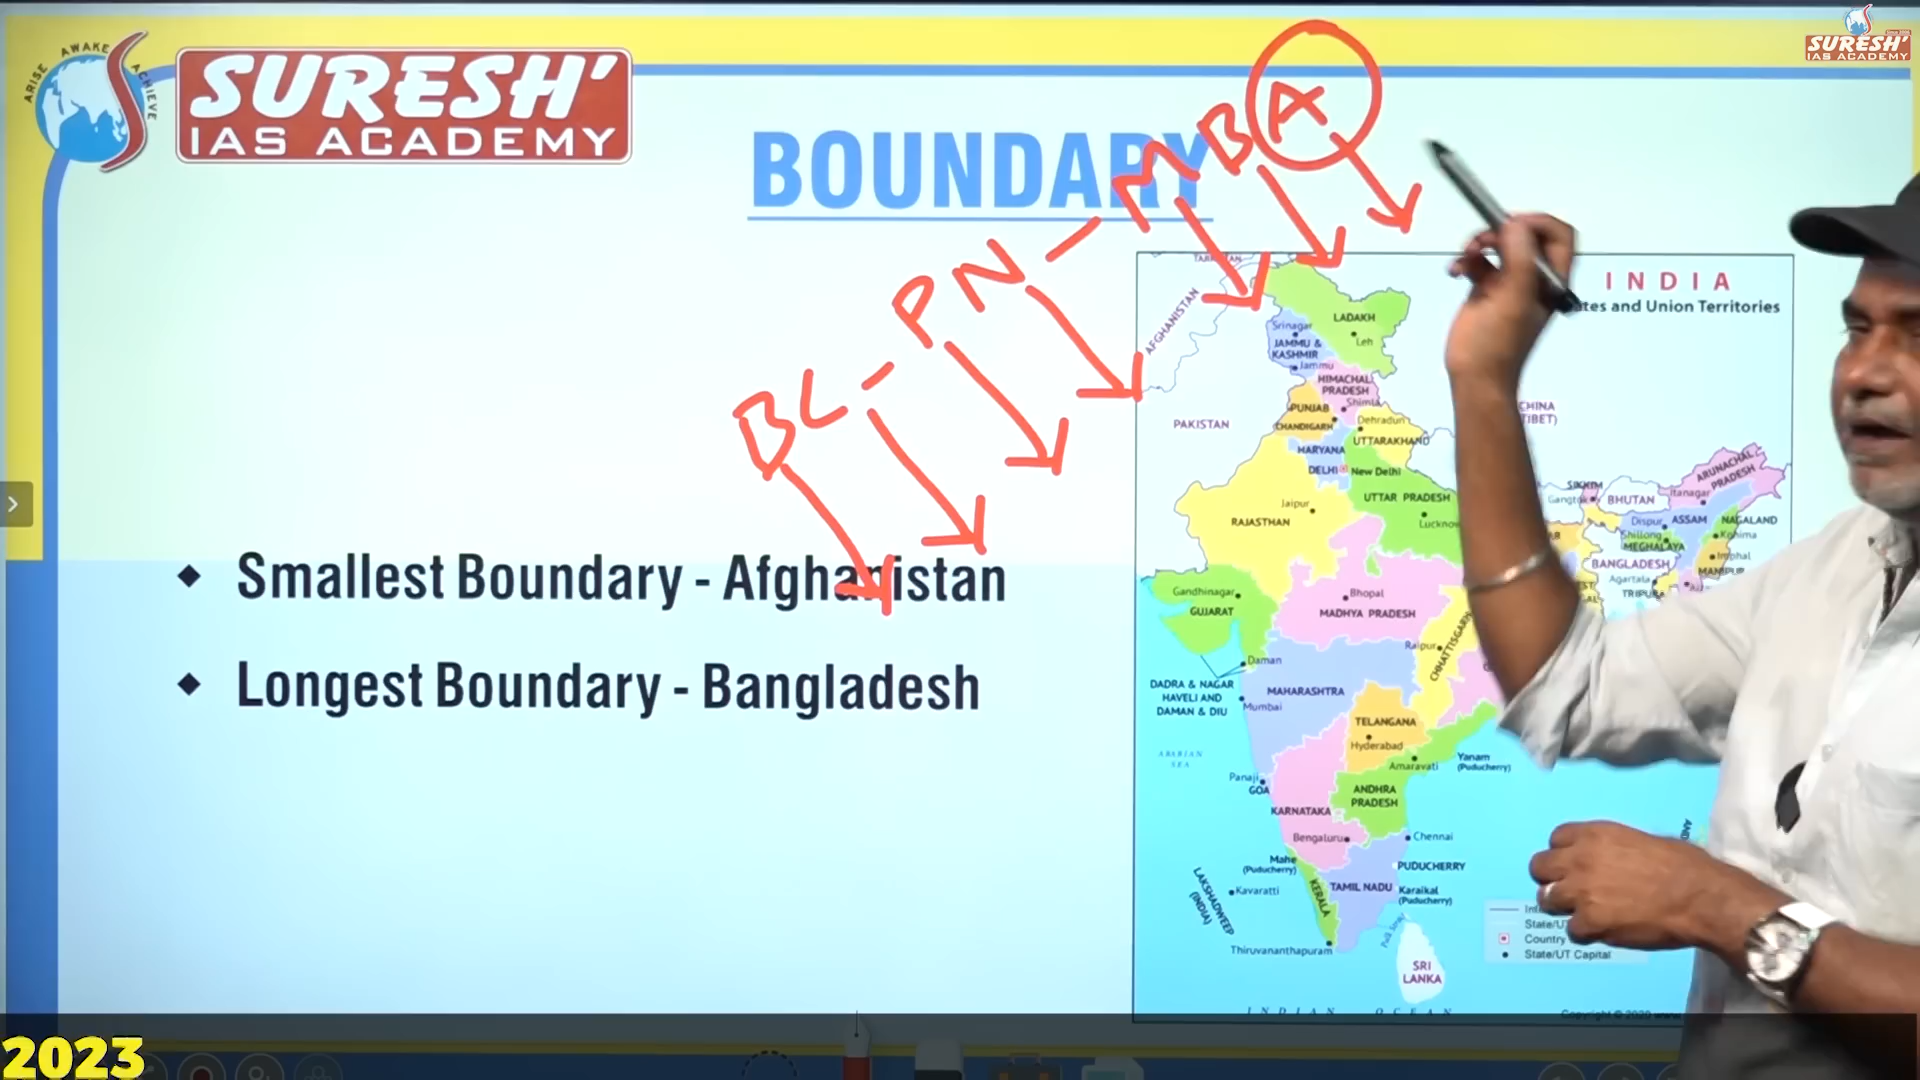 ARISE AWAKE ACHIEVE
SURESH'
IAS ACADEMY
SURESH'
IAS ACADEMY
BOUNDARY
BC - PN - MBA
Smallest Boundary - Afghanistan
Longest Boundary - Bangladesh
INDIA
and Union Territories
AFGHANISTAN
PAKISTAN
CHINA
LADAKH
Leh
Srinagar
JAMMU &
KASHMIR
Jammu
HIMACHAL
PRADESH
Shimla
PUNJAB
CHANDIGARH
Dehradun
UTTARAKHAND
HARYANA
DELHI
New Delhi
UTTAR PRADESH
Lucknow
Jaipur
RAJASTHAN
SIKKIM
Gangtok
BHUTAN
ARUNACHAL
PRADESH
Itanagar
Dispur
ASSAM
NAGALAND
Shillong
Kohima
MEGHALAYA
Imphal
BANGLADESH
MANIPUR
Agartala
TRIPURA
Gandhinagar
GUJARAT
Bhopal
MADHYA PRADESH
Raipur
CHHATTISGARH
Daman
DADRA & NAGAR
HAVELI AND
DAMAN & DIU
MAHARASHTRA
Mumbai
TELANGANA
Hyderabad
Amaravati
Yanam
(Puducherry)
ARABIAN
SEA
Panaji
GOA
KARNATAKA
ANDHRA
PRADESH
Bengaluru
Chennai
Mahe
(Puducherry)
PUDUCHERRY
KERALA
TAMIL NADU
Karaikal
(Puducherry)
LAKSHADWEEP
(INDIA)
Kavaratti
Thiruvananthapuram
SRI
LANKA
Country
State/UT Capital
INDIAN OCEAN
2023